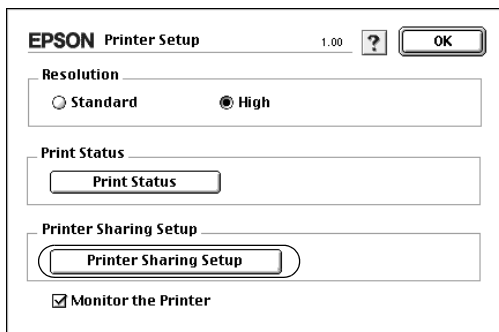 EPSON Printer Setup 1.00 ? OK
Resolution
Standard High
Print Status
Print Status
Printer Sharing Setup
Printer Sharing Setup
Monitor the Printer